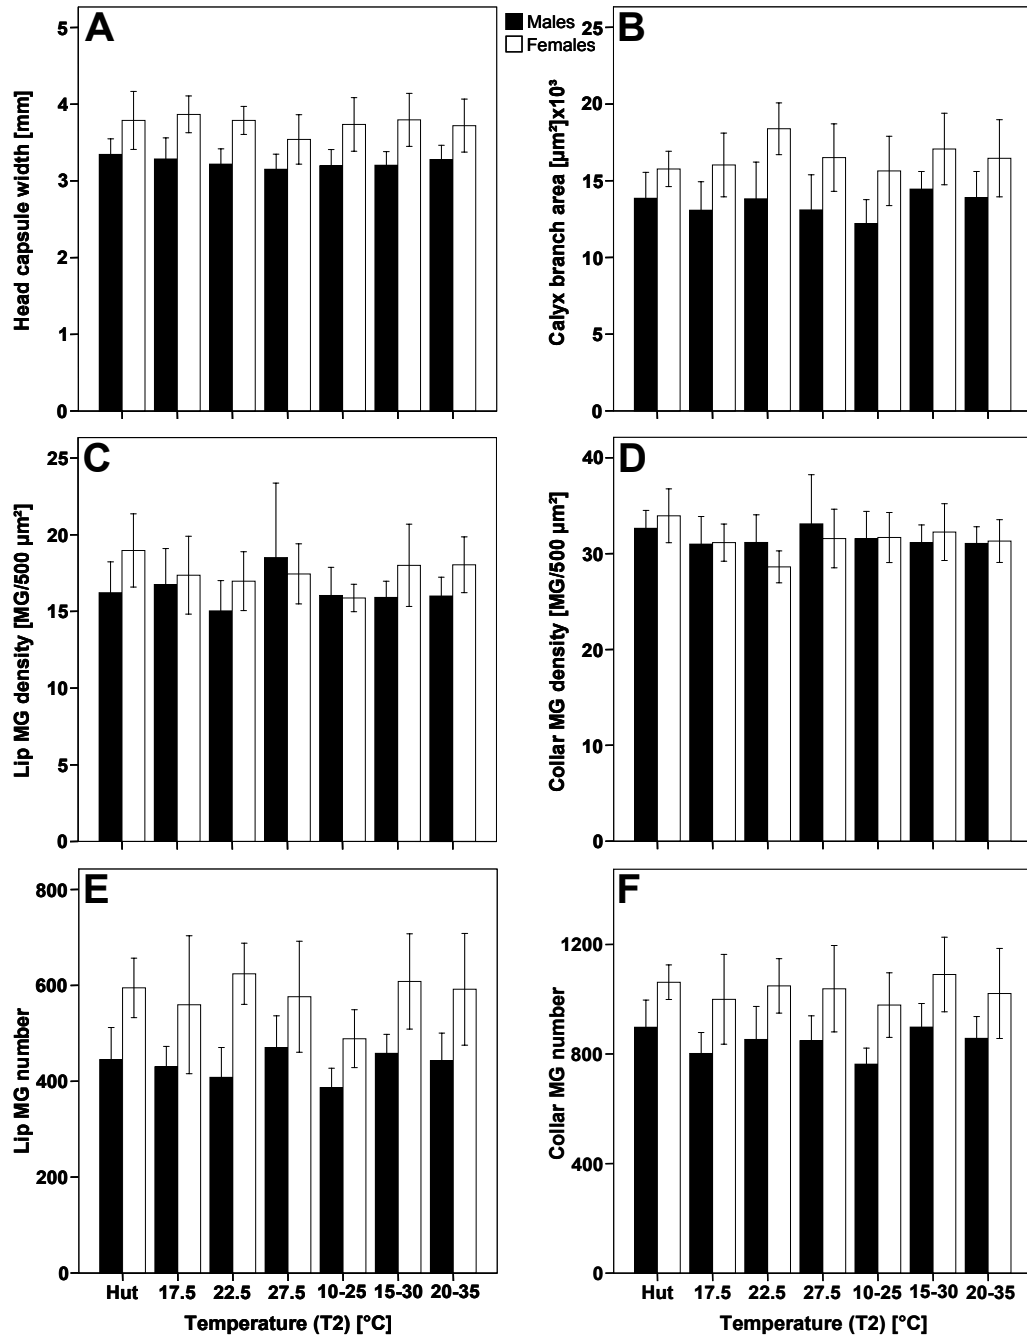 A
Head capsule width [mm]
5
4
3
2
1
0
Males
Females
B
Calyx branch area [µm²]x10³
25
20
15
10
5
0
C
Lip MG density [MG/500 µm²]
25
20
15
10
5
0
D
Collar MG density [MG/500 µm²]
40
30
20
10
0
E
Lip MG number
800
600
400
200
0
Hut 17.5 22.5 27.5 10-25 15-30 20-35
Temperature (T2) [°C]
F
Collar MG number
1200
800
400
0
Hut 17.5 22.5 27.5 10-25 15-30 20-35
Temperature (T2) [°C]